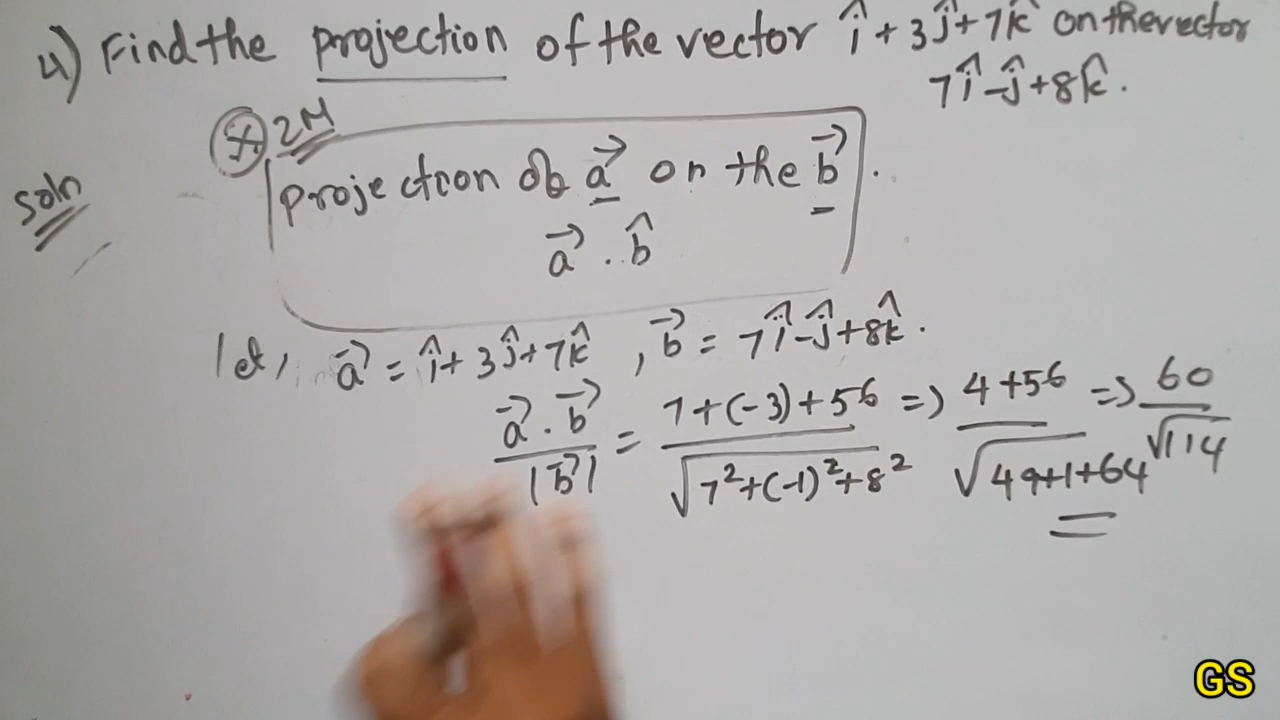 4) Find the projection of the vector î + 3ĵ + 7k̂ on the vector
7î - ĵ + 8k̂.
2M
Soln
projection of a⃗ on the b⃗.
a⃗ . b̂
let, a⃗ = î + 3ĵ + 7k̂ , b⃗ = 7î - ĵ + 8k̂.
a⃗ . b⃗ / |b⃗| = 7 + (-3) + 56 / √7² + (-1)² + 8² => 4 + 56 / √49 + 1 + 64 => 60 / √114
GS